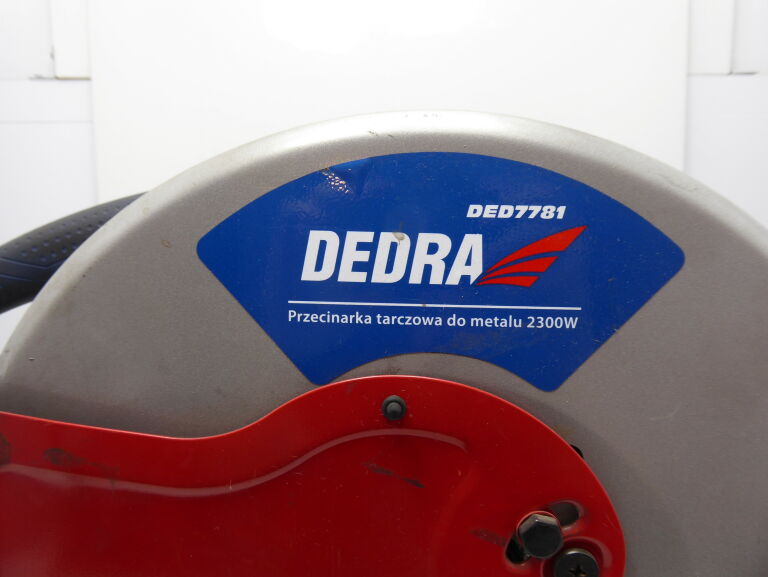 DED7781
DEDRA
Przecinarka tarczowa do metalu 2300W